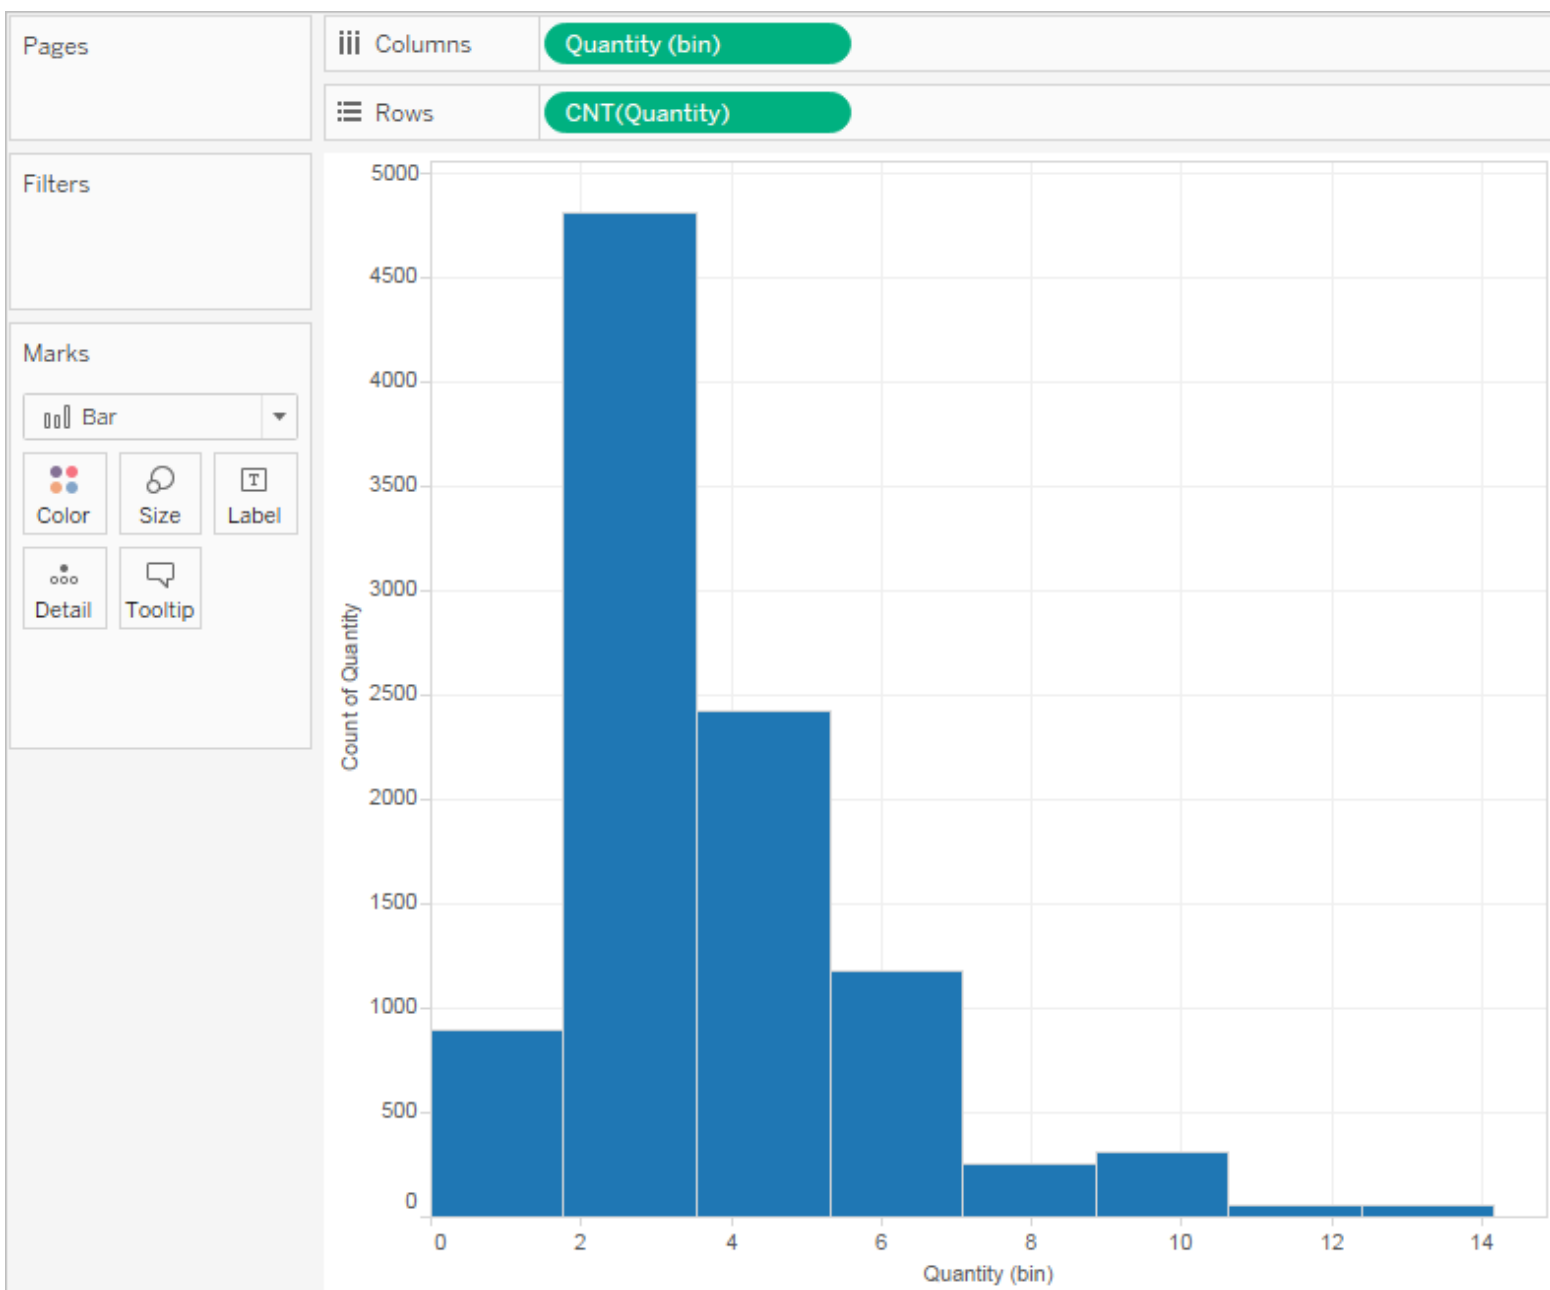 Pages
Columns
Quantity (bin)
Rows
CNT(Quantity)
Filters
Marks
Bar
Color
Size
T
Label
Detail
Tooltip
Count of Quantity
5000
4500
4000
3500
3000
2500
2000
1500
1000
500
0
0 2 4 6 8 10 12 14
Quantity (bin)